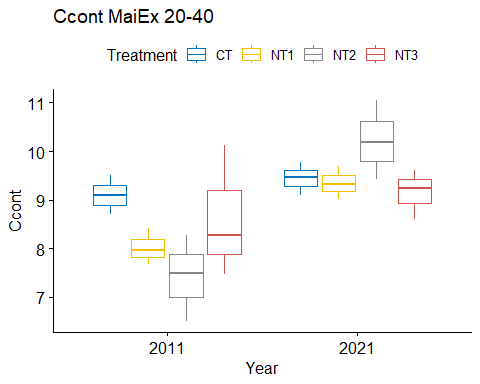 Ccont MaiEx 20-40
Treatment CT NT1 NT2 NT3
11
10
9
8
7
Ccont
2011 2021
Year